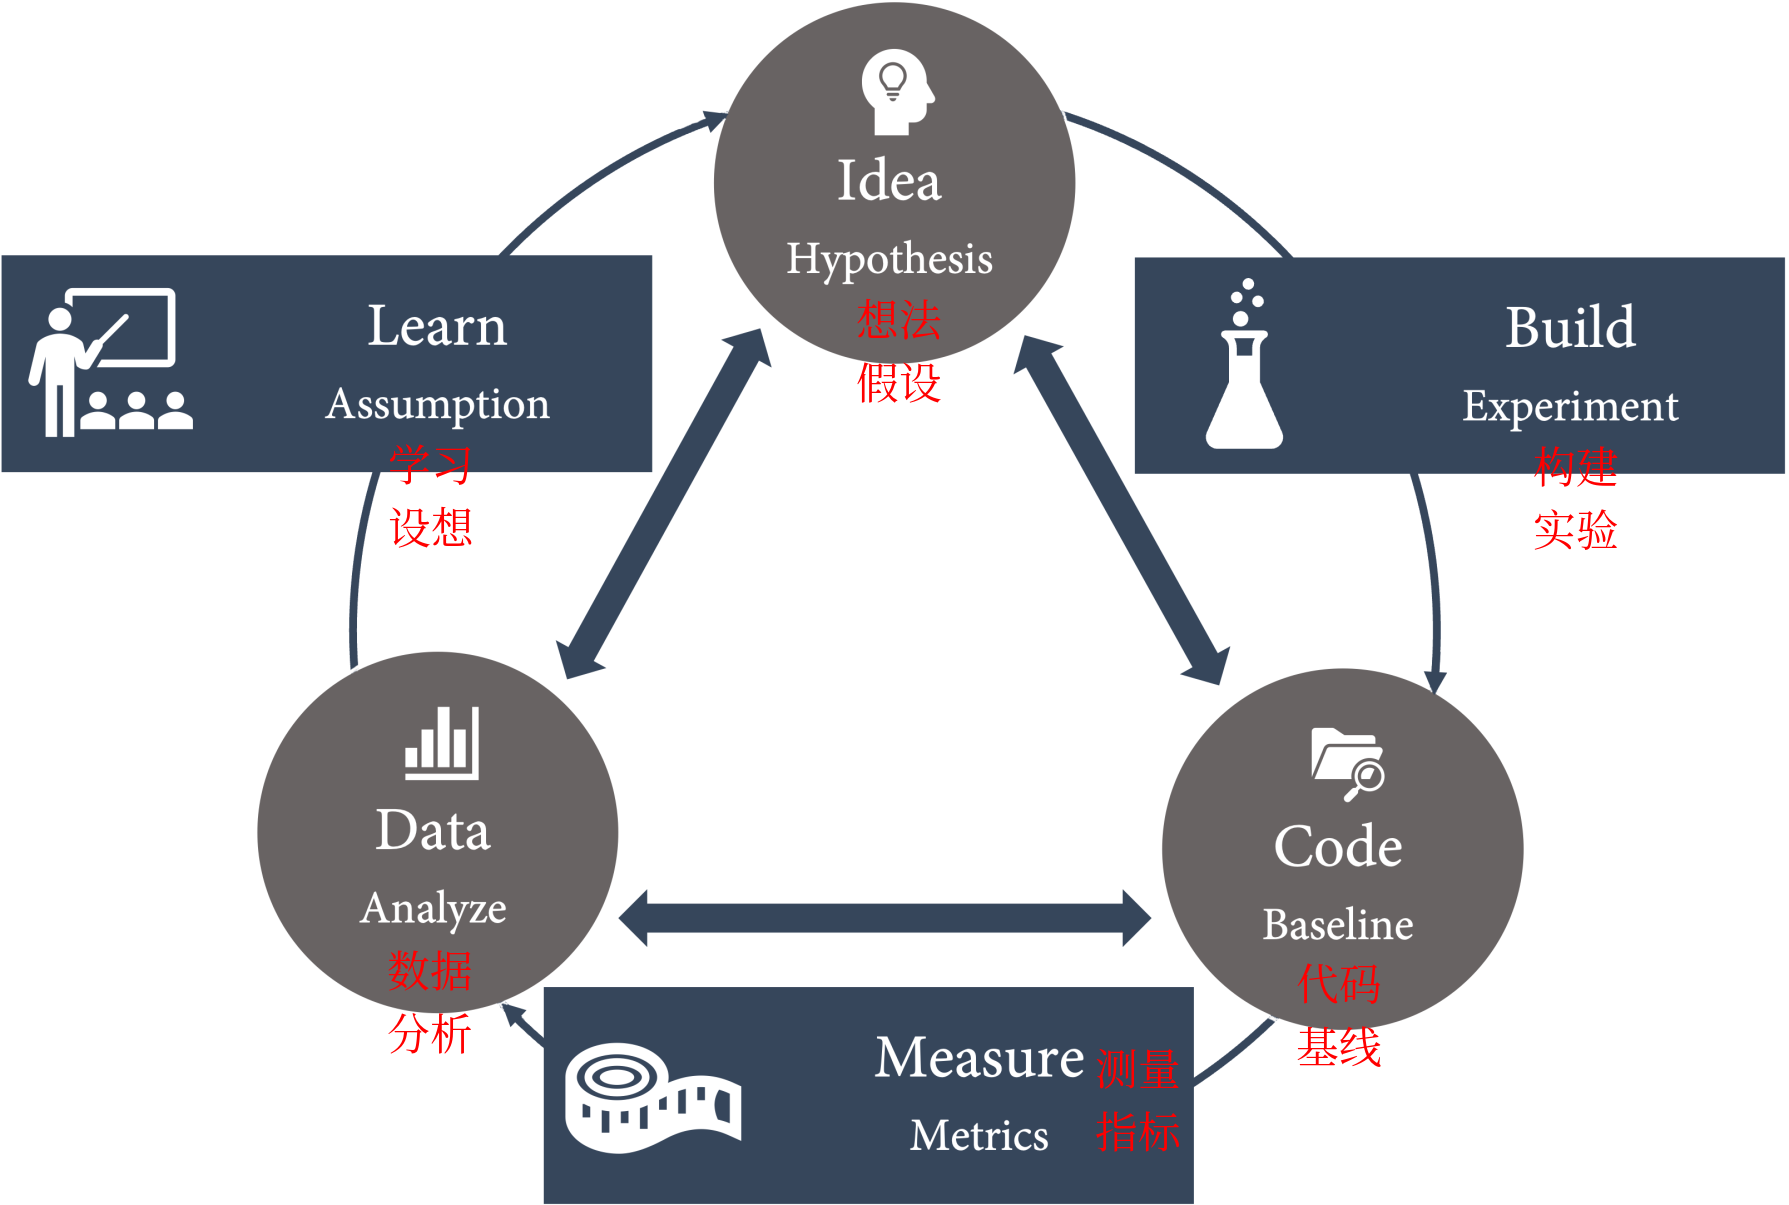 Idea
Hypothesis
想法
假设
Learn
Assumption
学习
设想
Build
Experiment
构建
实验
Data
Analyze
数据
分析
Code
Baseline
代码
基线
Measure
Metrics
测量
指标